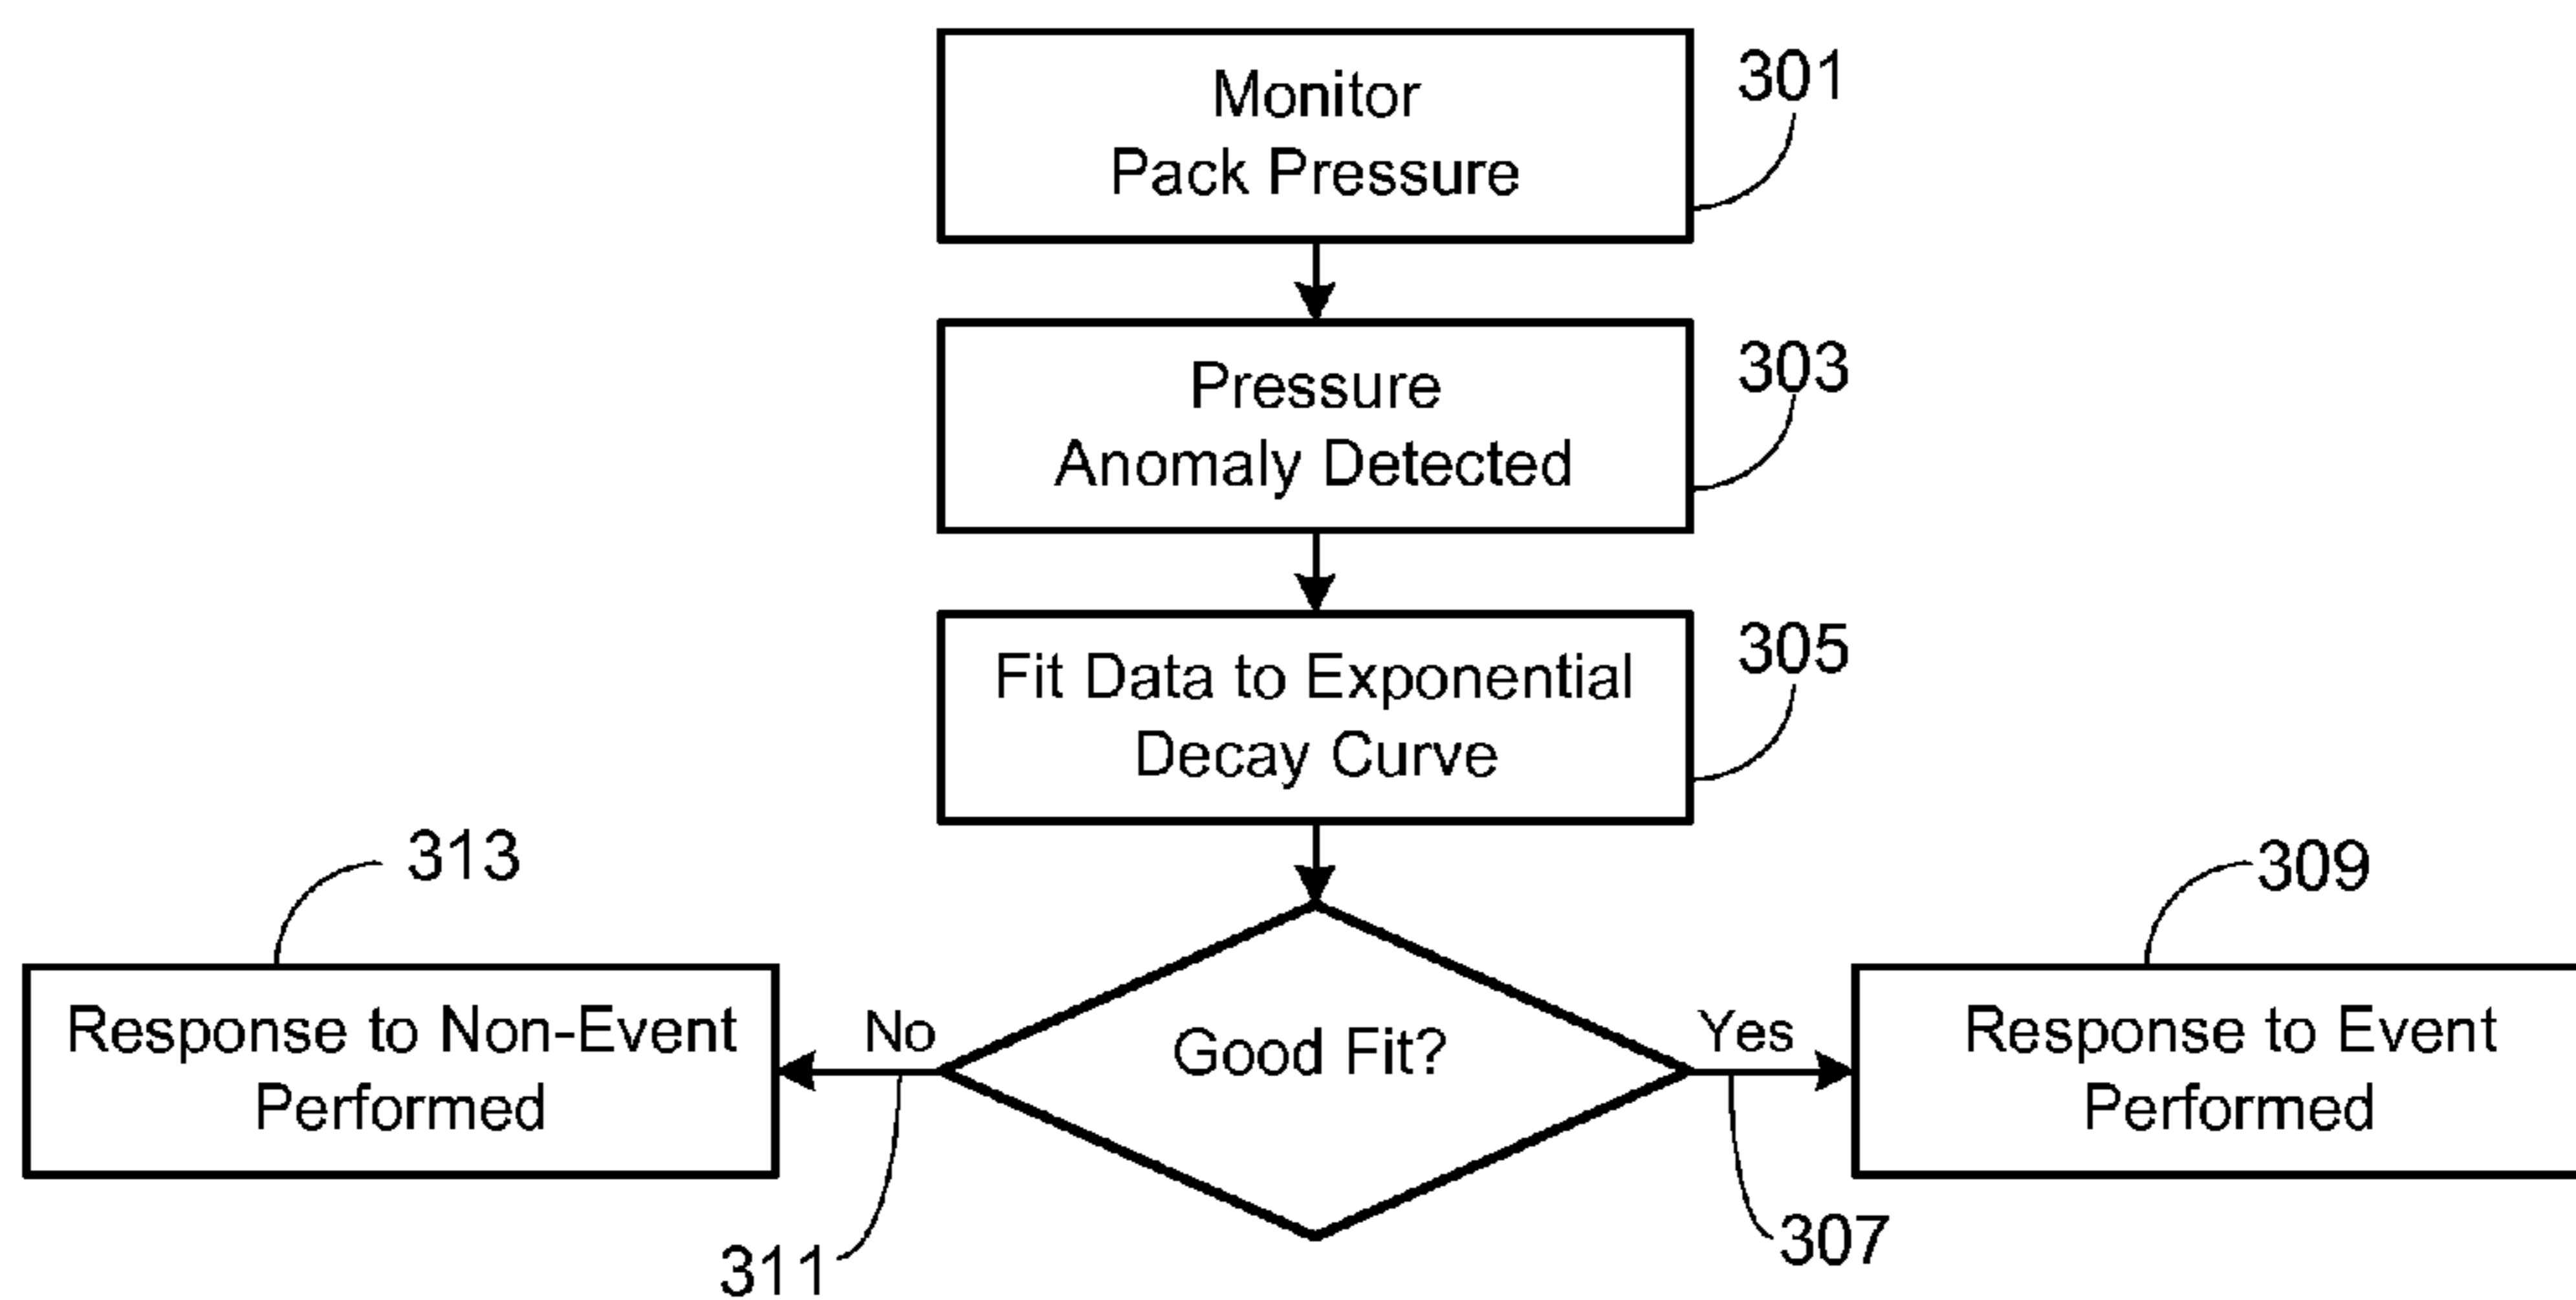 Monitor
Pack Pressure
301
Pressure
Anomaly Detected
303
Fit Data to Exponential
Decay Curve
305
313
309
Response to Non-Event
Performed
No
Good Fit?
Yes
Response to Event
Performed
311
307